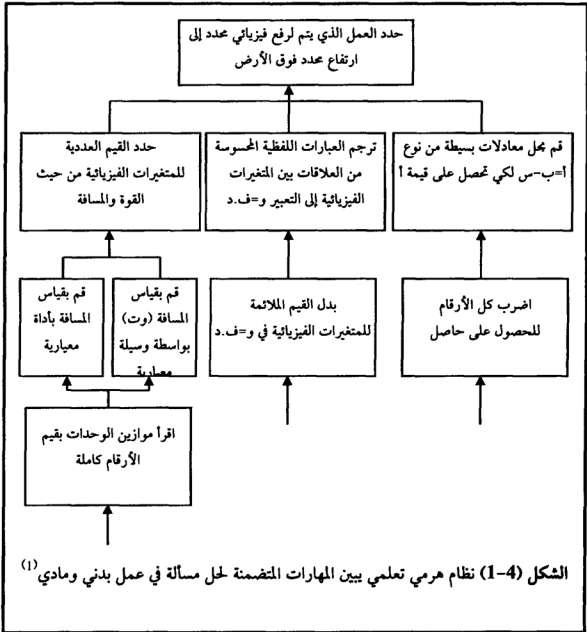 حدد العمل الذي يتم لرفع فيزيائي محدد إلى
ارتفاع محدد فوق الأرض
قم بحل معادلات بسيطة من نوع
أ=ب-س لكي تحصل على قيمة أ
ترجم العبارات اللفظية المحسوسة
من العلاقات بين المتغيرات
الفيزيائية إلى التعبير و=ف.د
حدد القيم العددية
للمتغيرات الفيزيائية من حيث
القوة والمسافة
اضرب كل الأرقام
للحصول على حاصل
بدل القيم الملائمة
للمتغيرات الفيزيائية في و=ف.د
قم بقياس
المسافة (وت)
بواسطة وسيلة
معيارية
قم بقياس
المسافة بأداة
معيارية
اقرأ موازين الوحدات بقيم
الأرقام كاملة
الشكل (4-1) نظام هرمي تعلمي يبين المهارات المتضمنة لحل مسألة في عمل بدني ومادي(1)